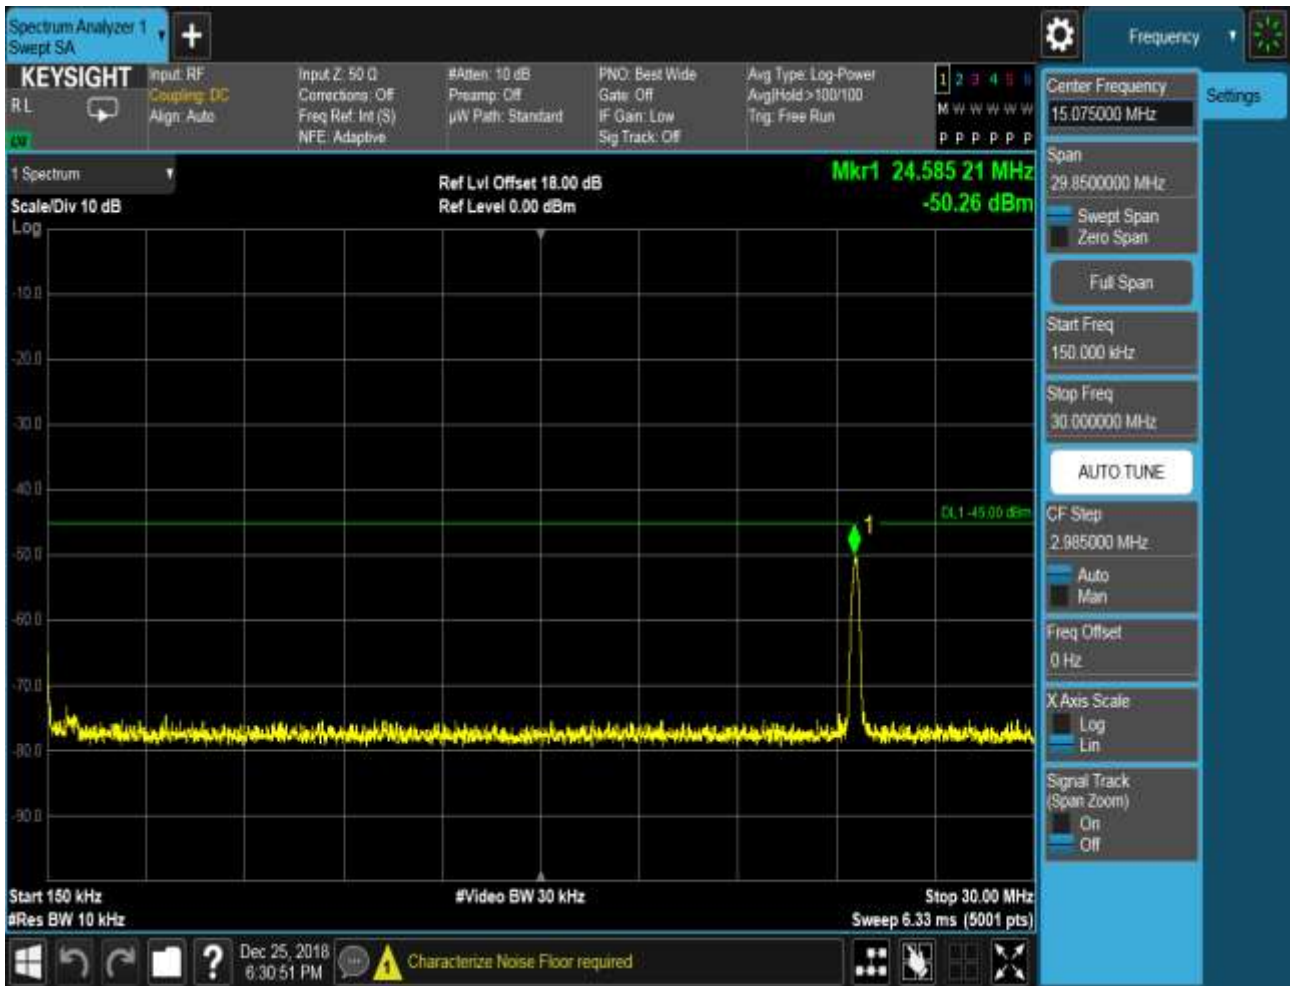 Spectrum Analyzer 1
Swept SA
+
Frequency
KEYSIGHT
R L
Input: RF
Coupling: DC
Align: Auto
Input Z: 50 Ω
Corrections: Off
Freq Ref: Int (S)
NFE: Adaptive
#Atten: 10 dB
Preamp: Off
µW Path: Standard
PNO: Best Wide
Gate: Off
IF Gain: Low
Sig Track: Off
Avg Type: Log-Power
Avg|Hold:>100/100
Trig: Free Run
1 2 3 4 5 6
M W W W W W
P P P P P P
Center Frequency
15.075000 MHz
Settings
Span
29.8500000 MHz
Swept Span
Zero Span
Full Span
Start Freq
150.000 kHz
Stop Freq
30.000000 MHz
AUTO TUNE
CF Step
2.985000 MHz
Auto
Man
Freq Offset
0 Hz
X Axis Scale
Log
Lin
Signal Track
(Span Zoom)
On
Off
1 Spectrum
Scale/Div 10 dB
Log
Ref Lvl Offset 18.00 dB
Ref Level 0.00 dBm
Mkr1 24.585 21 MHz
-50.26 dBm
-10.0
-20.0
-30.0
-40.0
DL1 -45.00 dBm
1
-50.0
-60.0
-70.0
-80.0
-90.0
Start 150 kHz
#Res BW 10 kHz
#Video BW 30 kHz
Stop 30.00 MHz
Sweep 6.33 ms (5001 pts)
?
Dec 25, 2018
6:30:51 PM
1
Characterize Noise Floor required